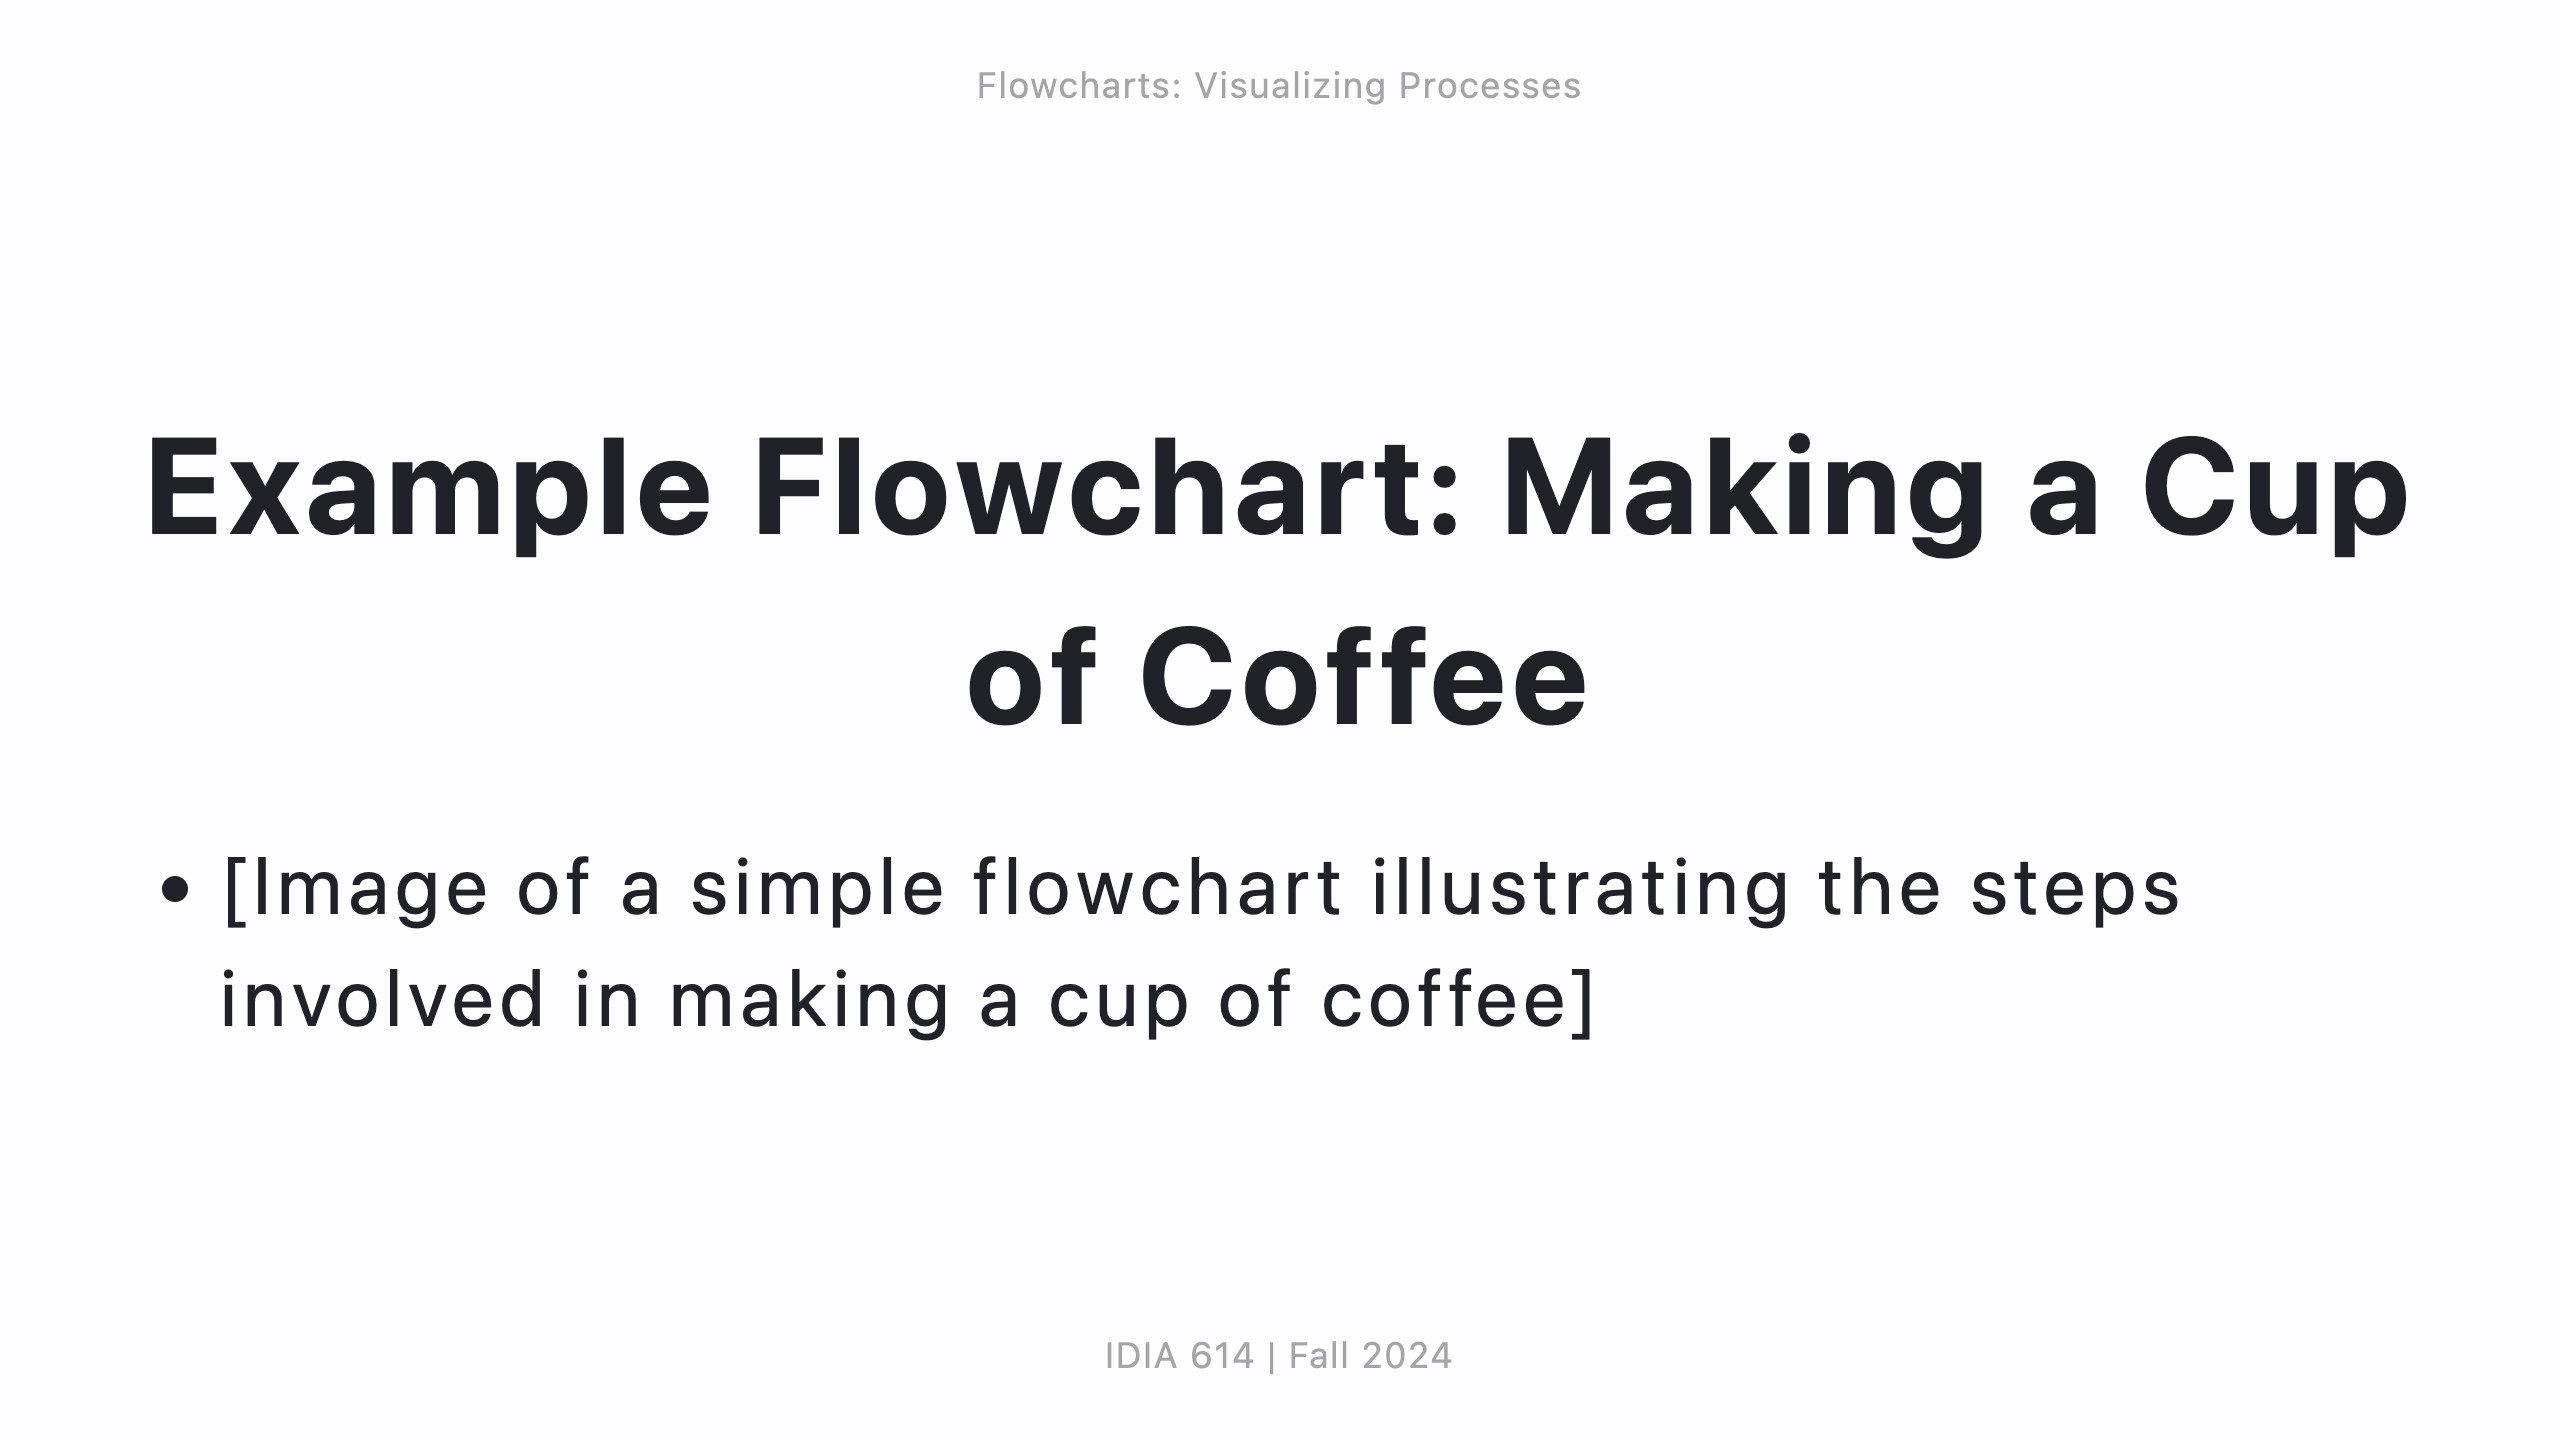 Flowcharts: Visualizing Processes
Example Flowchart: Making a Cup
of Coffee
• [Image of a simple flowchart illustrating the steps
involved in making a cup of coffee]
IDIA 614 | Fall 2024